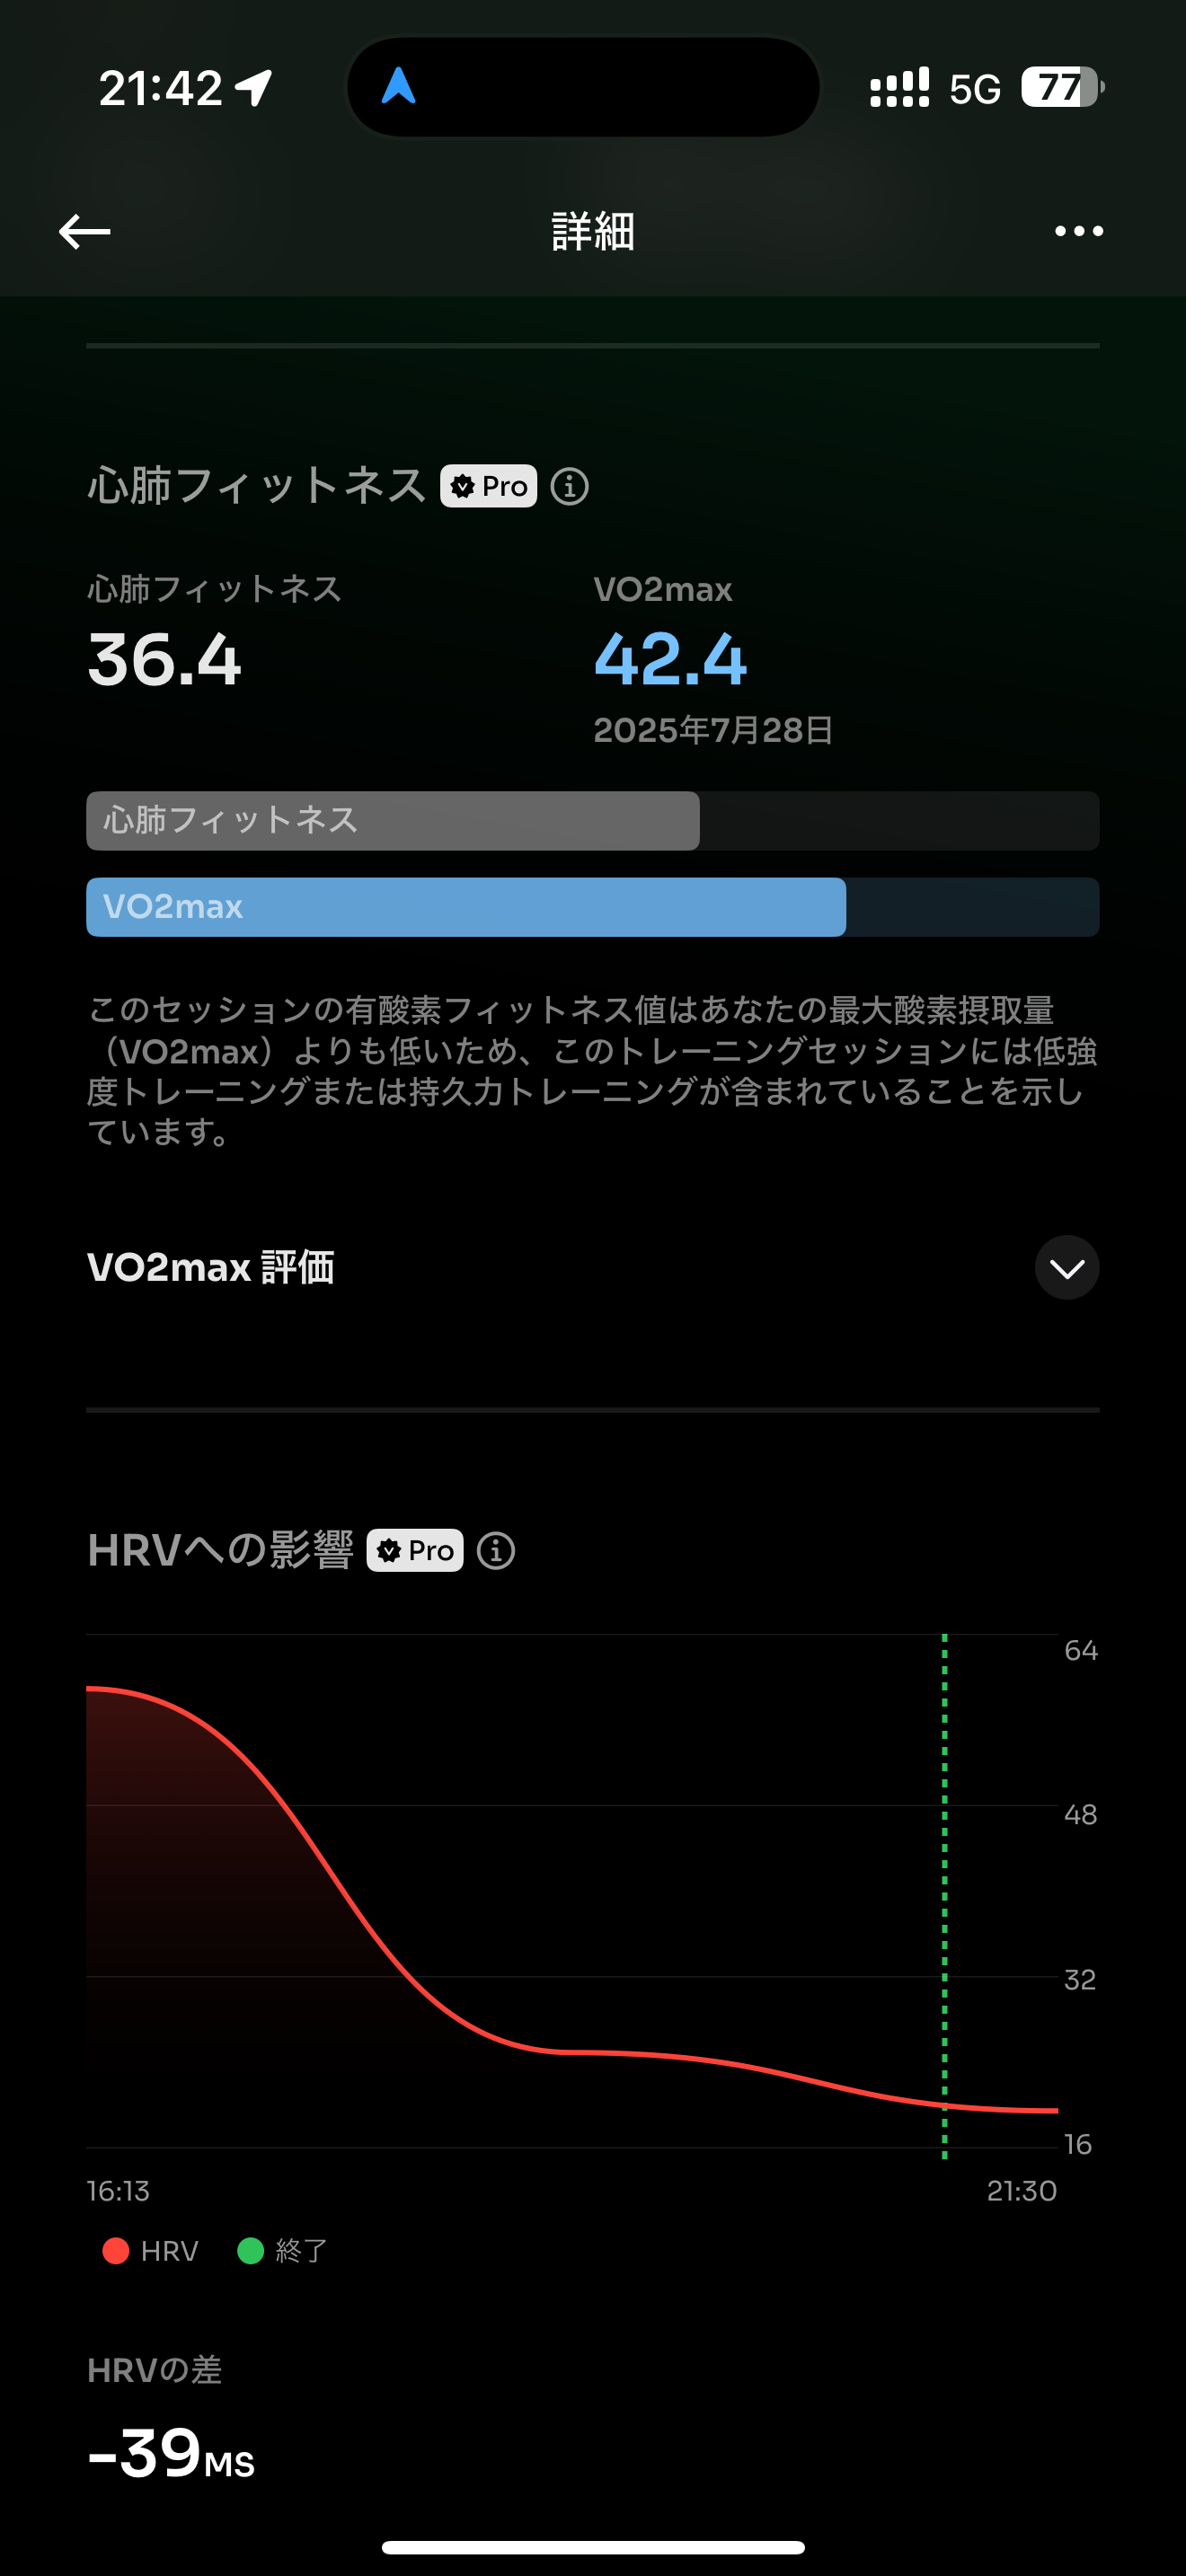 21:42
5G
77
詳細
心肺フィットネス Pro
心肺フィットネス
VO2max
36.4
42.4
2025年7月28日
心肺フィットネス
VO2max
このセッションの有酸素フィットネス値はあなたの最大酸素摂取量
（VO2max）よりも低いため、このトレーニングセッションには低強
度トレーニングまたは持久力トレーニングが含まれていることを示し
ています。
VO2max 評価
HRVへの影響 Pro
64
48
32
16
16:13
21:30
HRV
終了
HRVの差
-39MS